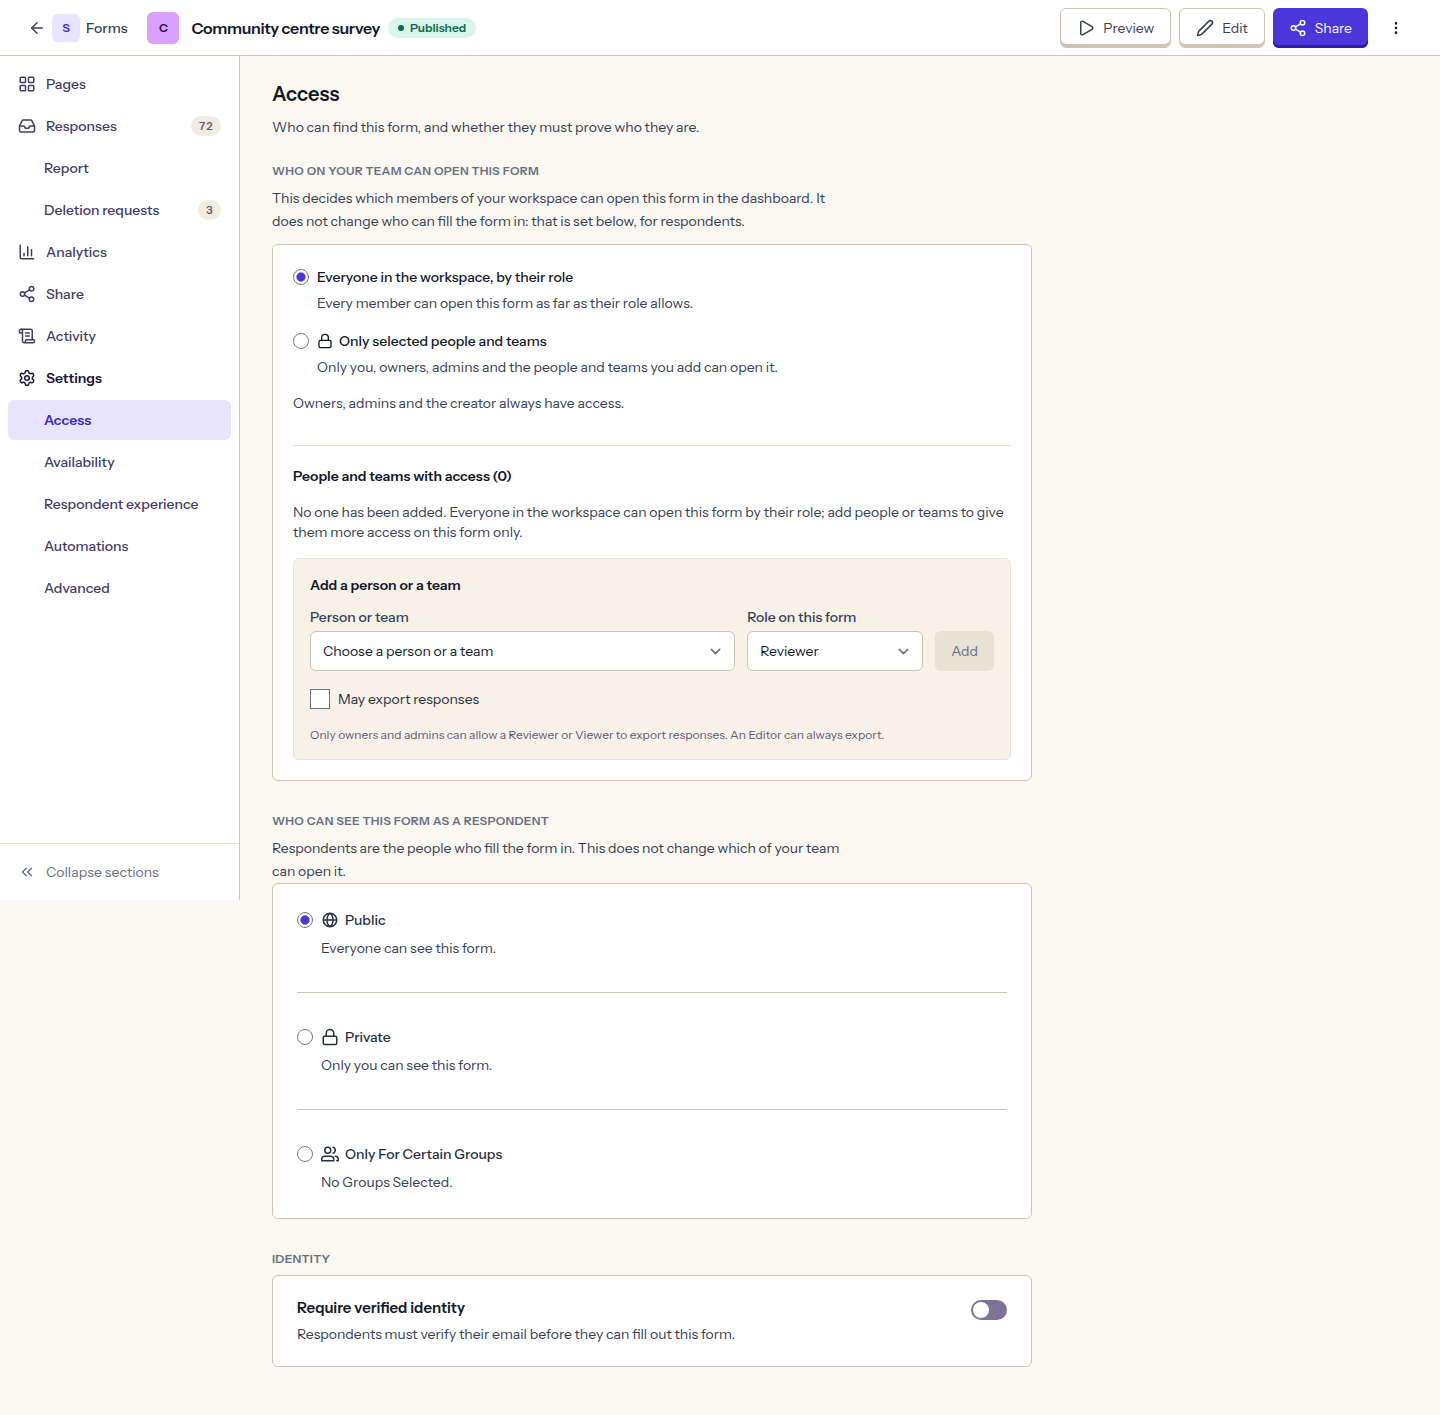 S Forms C Community centre survey Published Preview Edit Share
Pages
Responses 72
Report
Deletion requests 3
Analytics
Share
Activity
Settings
Access
Availability
Respondent experience
Automations
Advanced
Collapse sections
Access
Who can find this form, and whether they must prove who they are.
WHO ON YOUR TEAM CAN OPEN THIS FORM
This decides which members of your workspace can open this form in the dashboard. It
does not change who can fill the form in: that is set below, for respondents.
Everyone in the workspace, by their role
Every member can open this form as far as their role allows.
Only selected people and teams
Only you, owners, admins and the people and teams you add can open it.
Owners, admins and the creator always have access.
People and teams with access (0)
No one has been added. Everyone in the workspace can open this form by their role; add people or teams to give
them more access on this form only.
Add a person or a team
Person or team Role on this form
Choose a person or a team Reviewer Add
May export responses
Only owners and admins can allow a Reviewer or Viewer to export responses. An Editor can always export.
WHO CAN SEE THIS FORM AS A RESPONDENT
Respondents are the people who fill the form in. This does not change which of your team
can open it.
Public
Everyone can see this form.
Private
Only you can see this form.
Only For Certain Groups
No Groups Selected.
IDENTITY
Require verified identity
Respondents must verify their email before they can fill out this form.